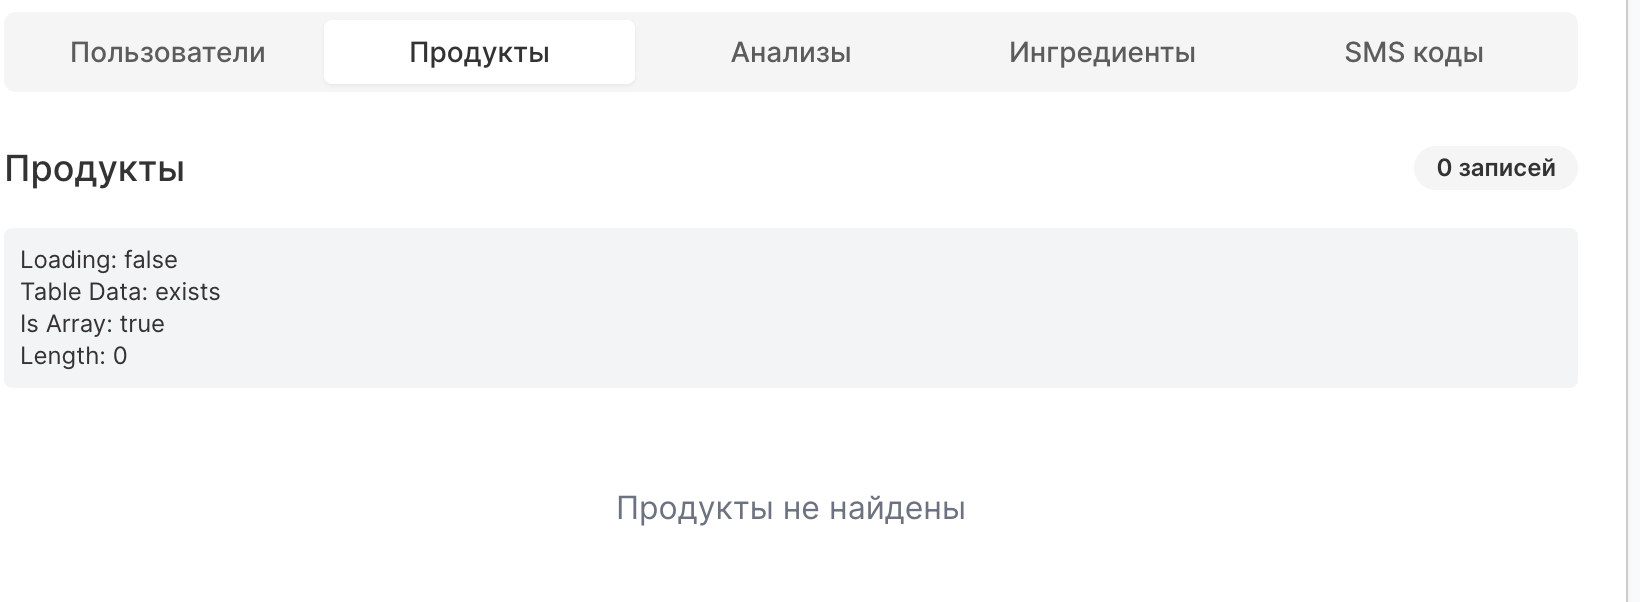 Пользователи Продукты Анализы Ингредиенты SMS коды
Продукты 0 записей
Loading: false
Table Data: exists
Is Array: true
Length: 0
Продукты не найдены